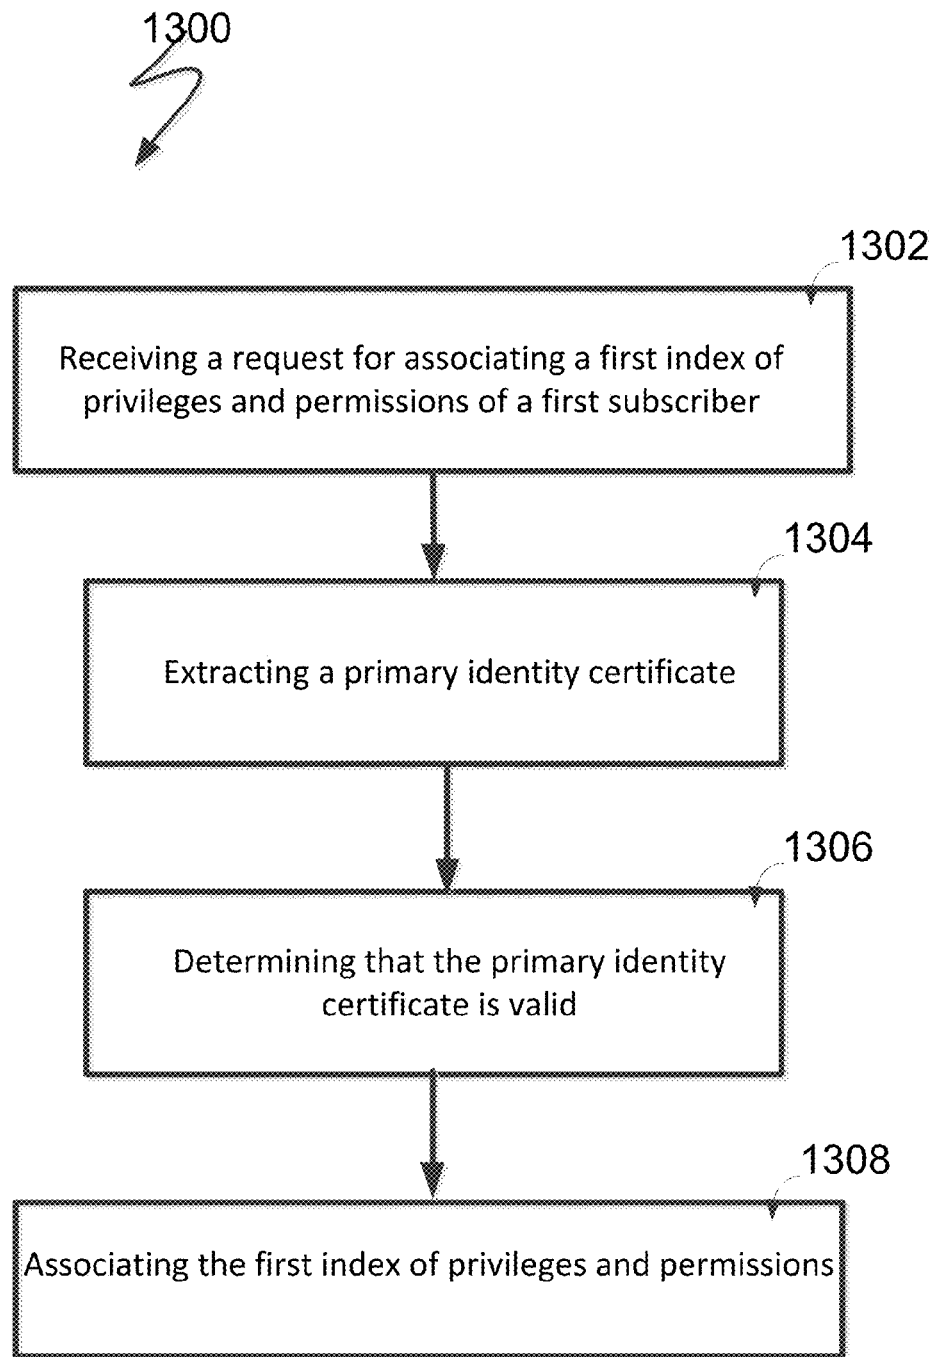 1300
1302
Receiving a request for associating a first index of
privileges and permissions of a first subscriber
1304
Extracting a primary identity certificate
1306
Determining that the primary identity
certificate is valid
1308
Associating the first index of privileges and permissions